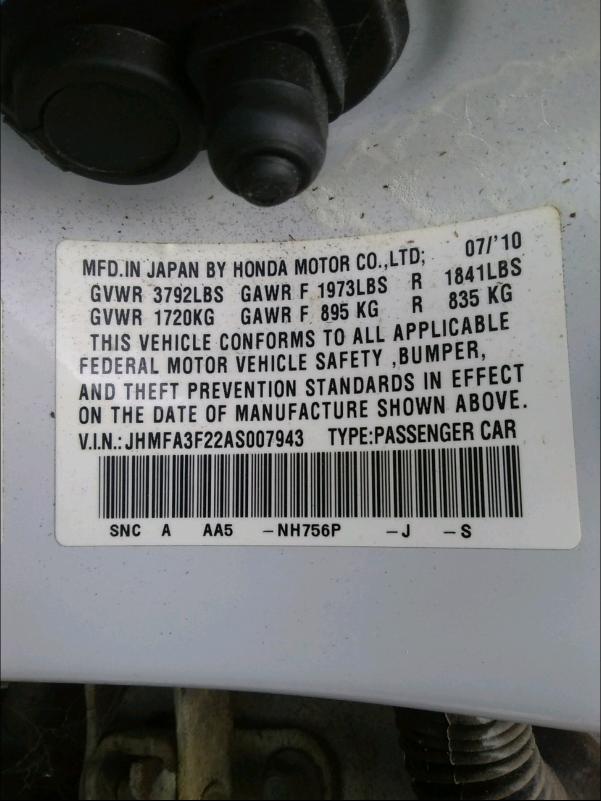 MFD.IN JAPAN BY HONDA MOTOR CO.,LTD; 07/'10
GVWR 3792LBS GAWR F 1973LBS R 1841LBS
GVWR 1720KG GAWR F 895 KG R 835 KG
THIS VEHICLE CONFORMS TO ALL APPLICABLE
FEDERAL MOTOR VEHICLE SAFETY ,BUMPER,
AND THEFT PREVENTION STANDARDS IN EFFECT
ON THE DATE OF MANUFACTURE SHOWN ABOVE.
V.I.N.:JHMFA3F22AS007943 TYPE:PASSENGER CAR
SNC A AA5 -NH756P -J -S